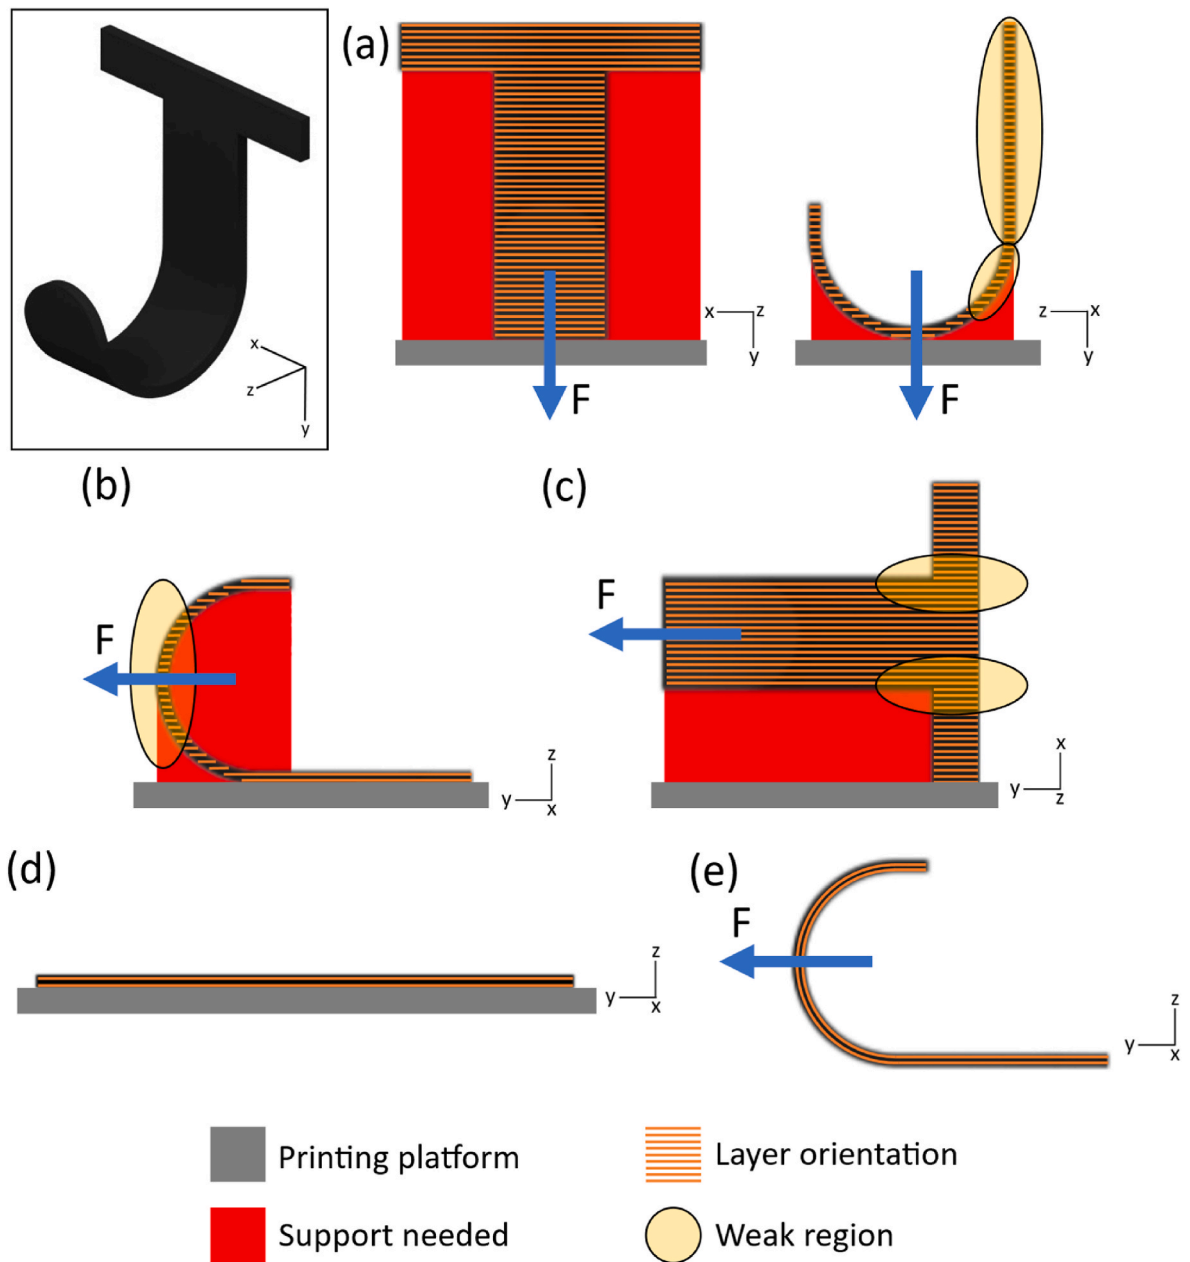 (a)
x
z
y
x
z
y
F
z
x
y
F
(b)
F
z
y
x
(c)
F
x
y
z
(d)
z
y
x
(e)
F
z
y
x
Printing platform
Layer orientation
Support needed
Weak region